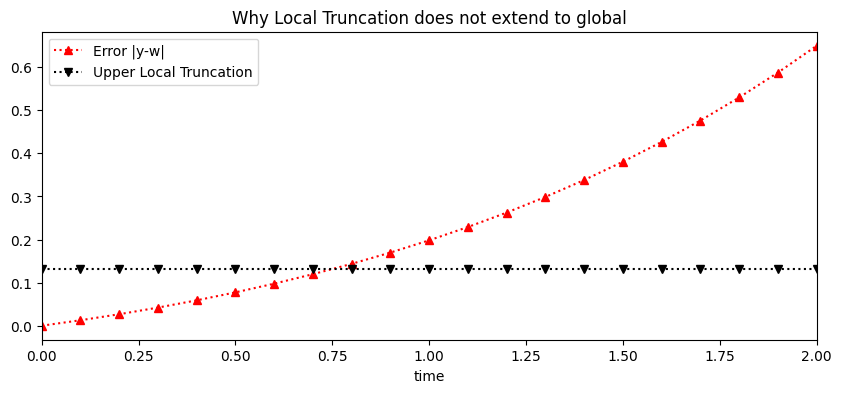 Why Local Truncation does not extend to global
Error |y-w|
Upper Local Truncation
0.6
0.5
0.4
0.3
0.2
0.1
0.0
0.00 0.25 0.50 0.75 1.00 1.25 1.50 1.75 2.00
time